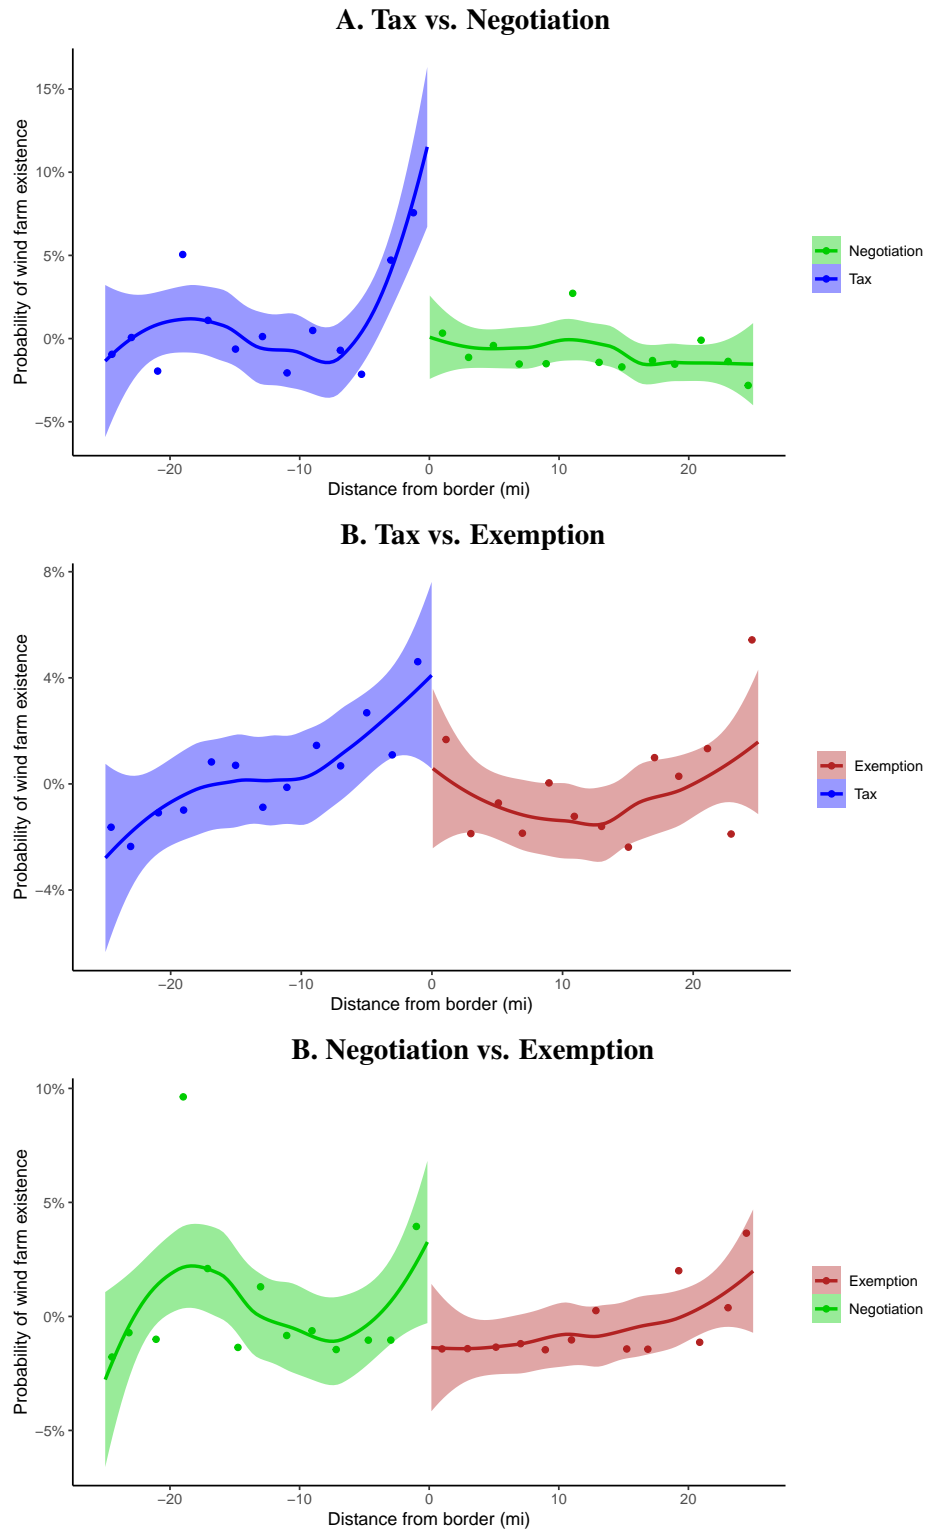 A. Tax vs. Negotiation
15%
10%
5%
0%
−5%
Probability of wind farm existence
−20 −10 0 10 20
Distance from border (mi)
Negotiation
Tax
B. Tax vs. Exemption
8%
4%
0%
−4%
Probability of wind farm existence
−20 −10 0 10 20
Distance from border (mi)
Exemption
Tax
B. Negotiation vs. Exemption
10%
5%
0%
−5%
Probability of wind farm existence
−20 −10 0 10 20
Distance from border (mi)
Exemption
Negotiation